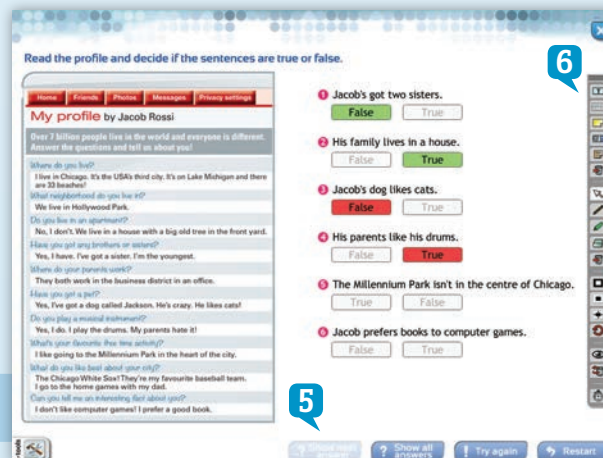 Read the profile and decide if the sentences are true or false.
6
Home Friends Photos Messages Privacy settings
My profile by Jacob Rossi
Over 7 billion people live in the world and everyone is different.
Answer the questions and tell us about you!
Where do you live?
I live in Chicago. It's the USA's third city. It's on Lake Michigan and there
are 33 beaches!
What neighborhood do you live in?
We live in Hollywood Park.
Do you live in an apartment?
No, I don't. We live in a house with a big old tree in the front yard.
Have you got any brothers or sisters?
Yes, I have. I've got a sister. I'm the youngest.
Where do your parents work?
They both work in the business district in an office.
Have you got a pet?
Yes, I've got a dog called Jackson. He's crazy. He likes cats!
Do you play a musical instrument?
Yes, I do. I play the drums. My parents hate it!
What's your favourite free time activity?
I like going to the Millennium Park in the heart of the city.
What do you like best about your city?
The Chicago White Sox! They're my favourite baseball team.
I go to the home games with my dad.
Can you tell me an interesting fact about you?
I don't like computer games! I prefer a good book.
1 Jacob's got two sisters.
False True
2 His family lives in a house.
False True
3 Jacob's dog likes cats.
False True
4 His parents like his drums.
False True
5 The Millennium Park isn't in the centre of Chicago.
True False
6 Jacob prefers books to computer games.
False True
5
tools
? Show next answer
? Show all answers
! Try again
Restart